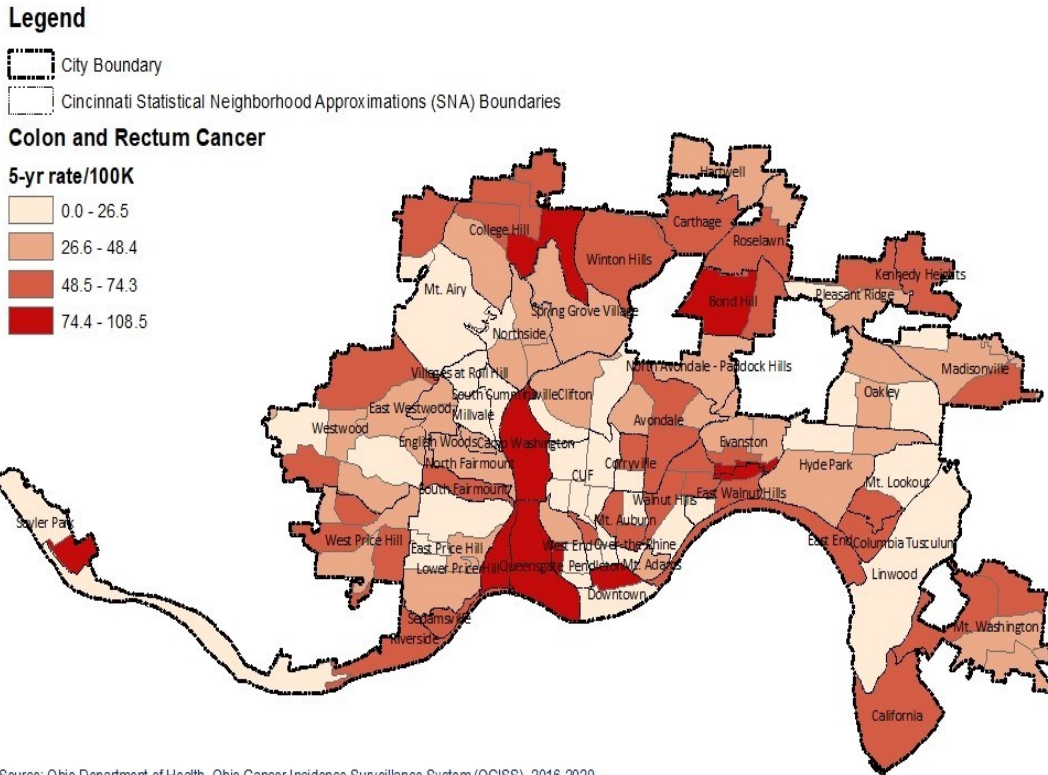 Legend
City Boundary
Cincinnati Statistical Neighborhood Approximations (SNA) Boundaries
Colon and Rectum Cancer
5-yr rate/100K
0.0 - 26.5
26.6 - 48.4
48.5 - 74.3
74.4 - 108.5
Hartwell
Carthage
College Hill
Roselawn
Winton Hills
Kennedy Heights
Mt. Airy
Pleasant Ridge
Bond Hill
Spring Grove Village
Northside
North Avondale - Paddock Hills
Madisonville
Villages at Roll Hill
Oakley
South Cumminsville
Clifton
East Westwood
Millvale
Avondale
Westwood
English Woods
Camp Washington
Evanston
North Fairmount
Corryville
Hyde Park
CUF
Mt. Lookout
South Fairmount
Walnut Hills
East Walnut Hills
Sayler Park
Mt. Auburn
West Price Hill
East Price Hill
West End
Over-the-Rhine
East End
Columbia Tusculum
Lower Price Hill
Queensgate
Pendleton
Mt. Adams
Linwood
Downtown
Sedamsville
Riverside
Mt. Washington
California
Source: Ohio Department of Health, Ohio Cancer Incidence Surveillance System (OCISS), 2016-2020